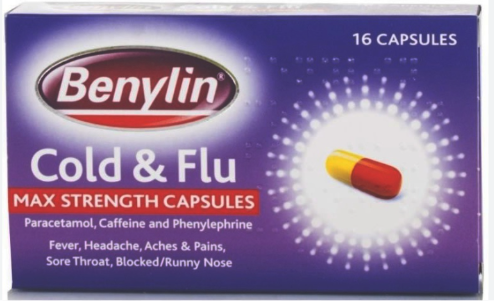 16 CAPSULES
Benylin®
Cold & Flu
MAX STRENGTH CAPSULES
Paracetamol, Caffeine and Phenylephrine
Fever, Headache, Aches & Pains,
Sore Throat, Blocked/Runny Nose